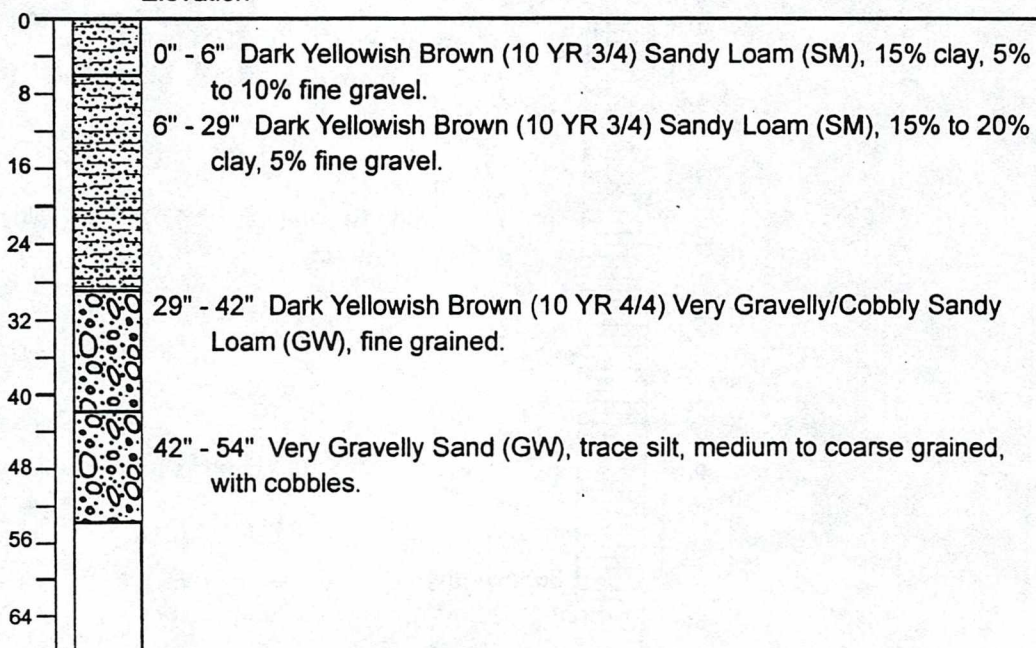 Elevation
0
0" - 6" Dark Yellowish Brown (10 YR 3/4) Sandy Loam (SM), 15% clay, 5%
to 10% fine gravel.
8
6" - 29" Dark Yellowish Brown (10 YR 3/4) Sandy Loam (SM), 15% to 20%
clay, 5% fine gravel.
16
24
29" - 42" Dark Yellowish Brown (10 YR 4/4) Very Gravelly/Cobbly Sandy
32
Loam (GW), fine grained.
40
42" - 54" Very Gravelly Sand (GW), trace silt, medium to coarse grained,
48
with cobbles.
56
64